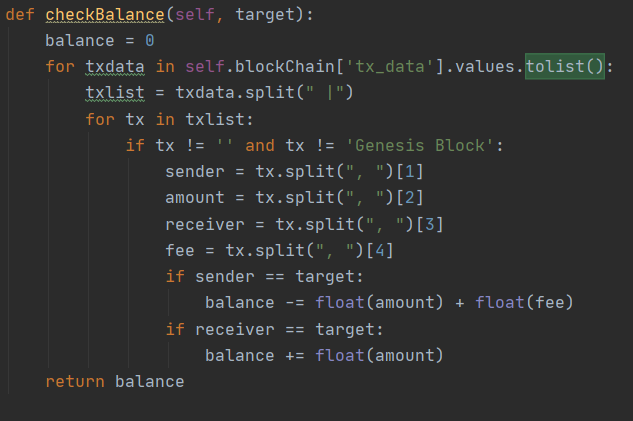 def checkBalance(self, target):
    balance = 0
    for txdata in self.blockChain['tx_data'].values.tolist():
        txlist = txdata.split(" |")
        for tx in txlist:
            if tx != '' and tx != 'Genesis Block':
                sender = tx.split(", ")[1]
                amount = tx.split(", ")[2]
                receiver = tx.split(", ")[3]
                fee = tx.split(", ")[4]
                if sender == target:
                    balance -= float(amount) + float(fee)
                if receiver == target:
                    balance += float(amount)
    return balance